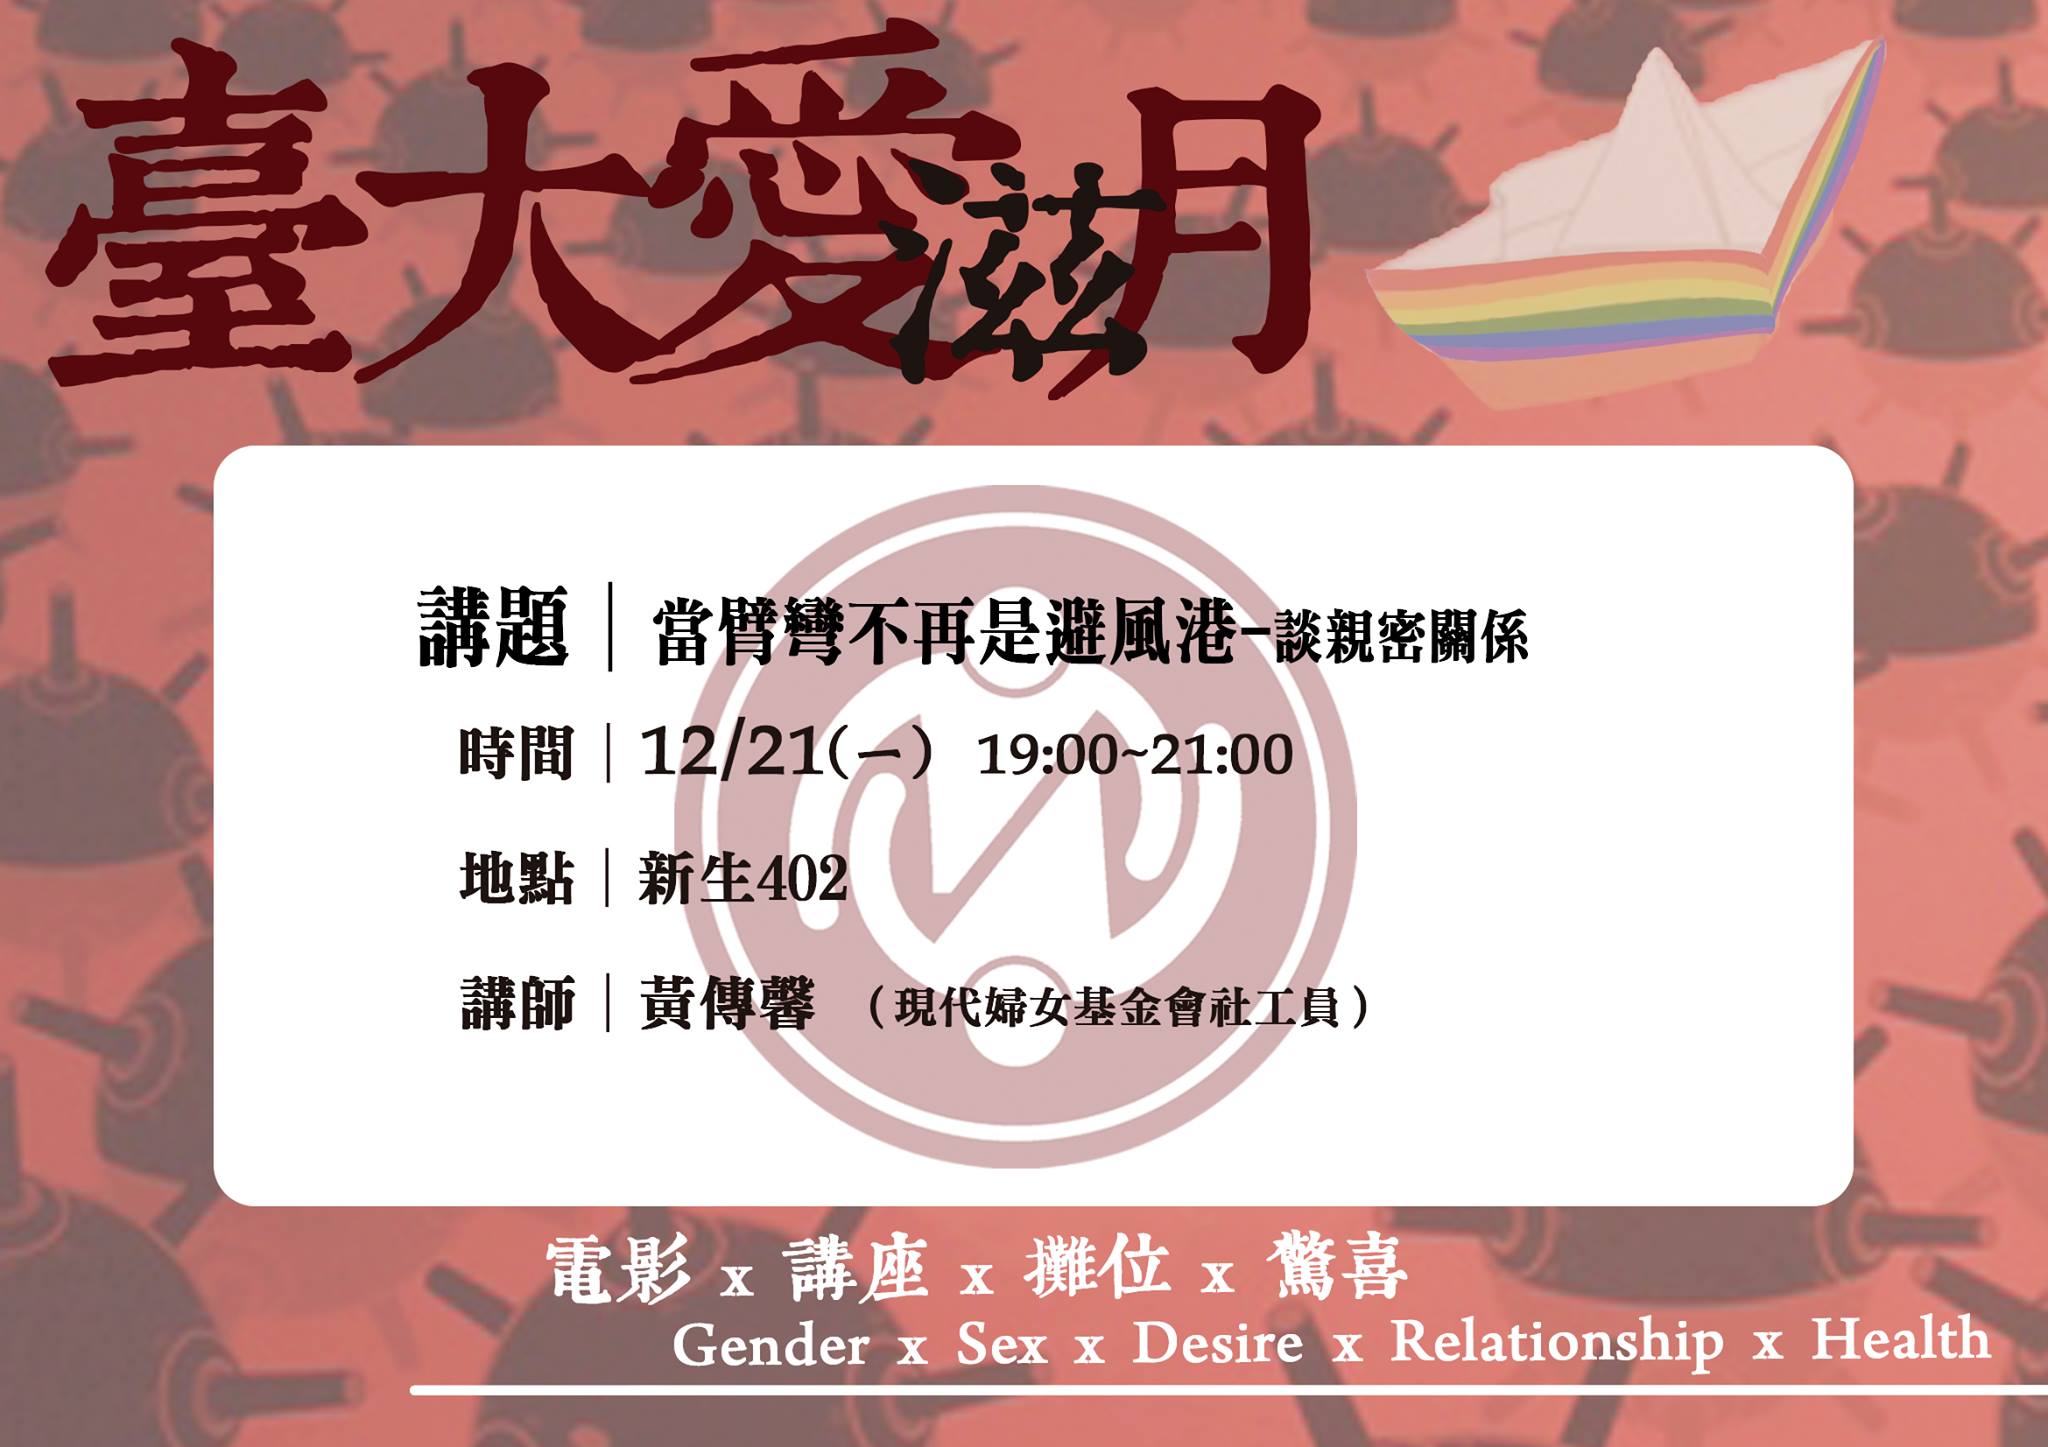 臺大愛滋月
講題｜當臂彎不再是避風港-談親密關係
時間｜12/21(一) 19:00~21:00
地點｜新生402
講師｜黃傳馨 (現代婦女基金會社工員)
電影 x 講座 x 攤位 x 驚喜
Gender x Sex x Desire x Relationship x Health